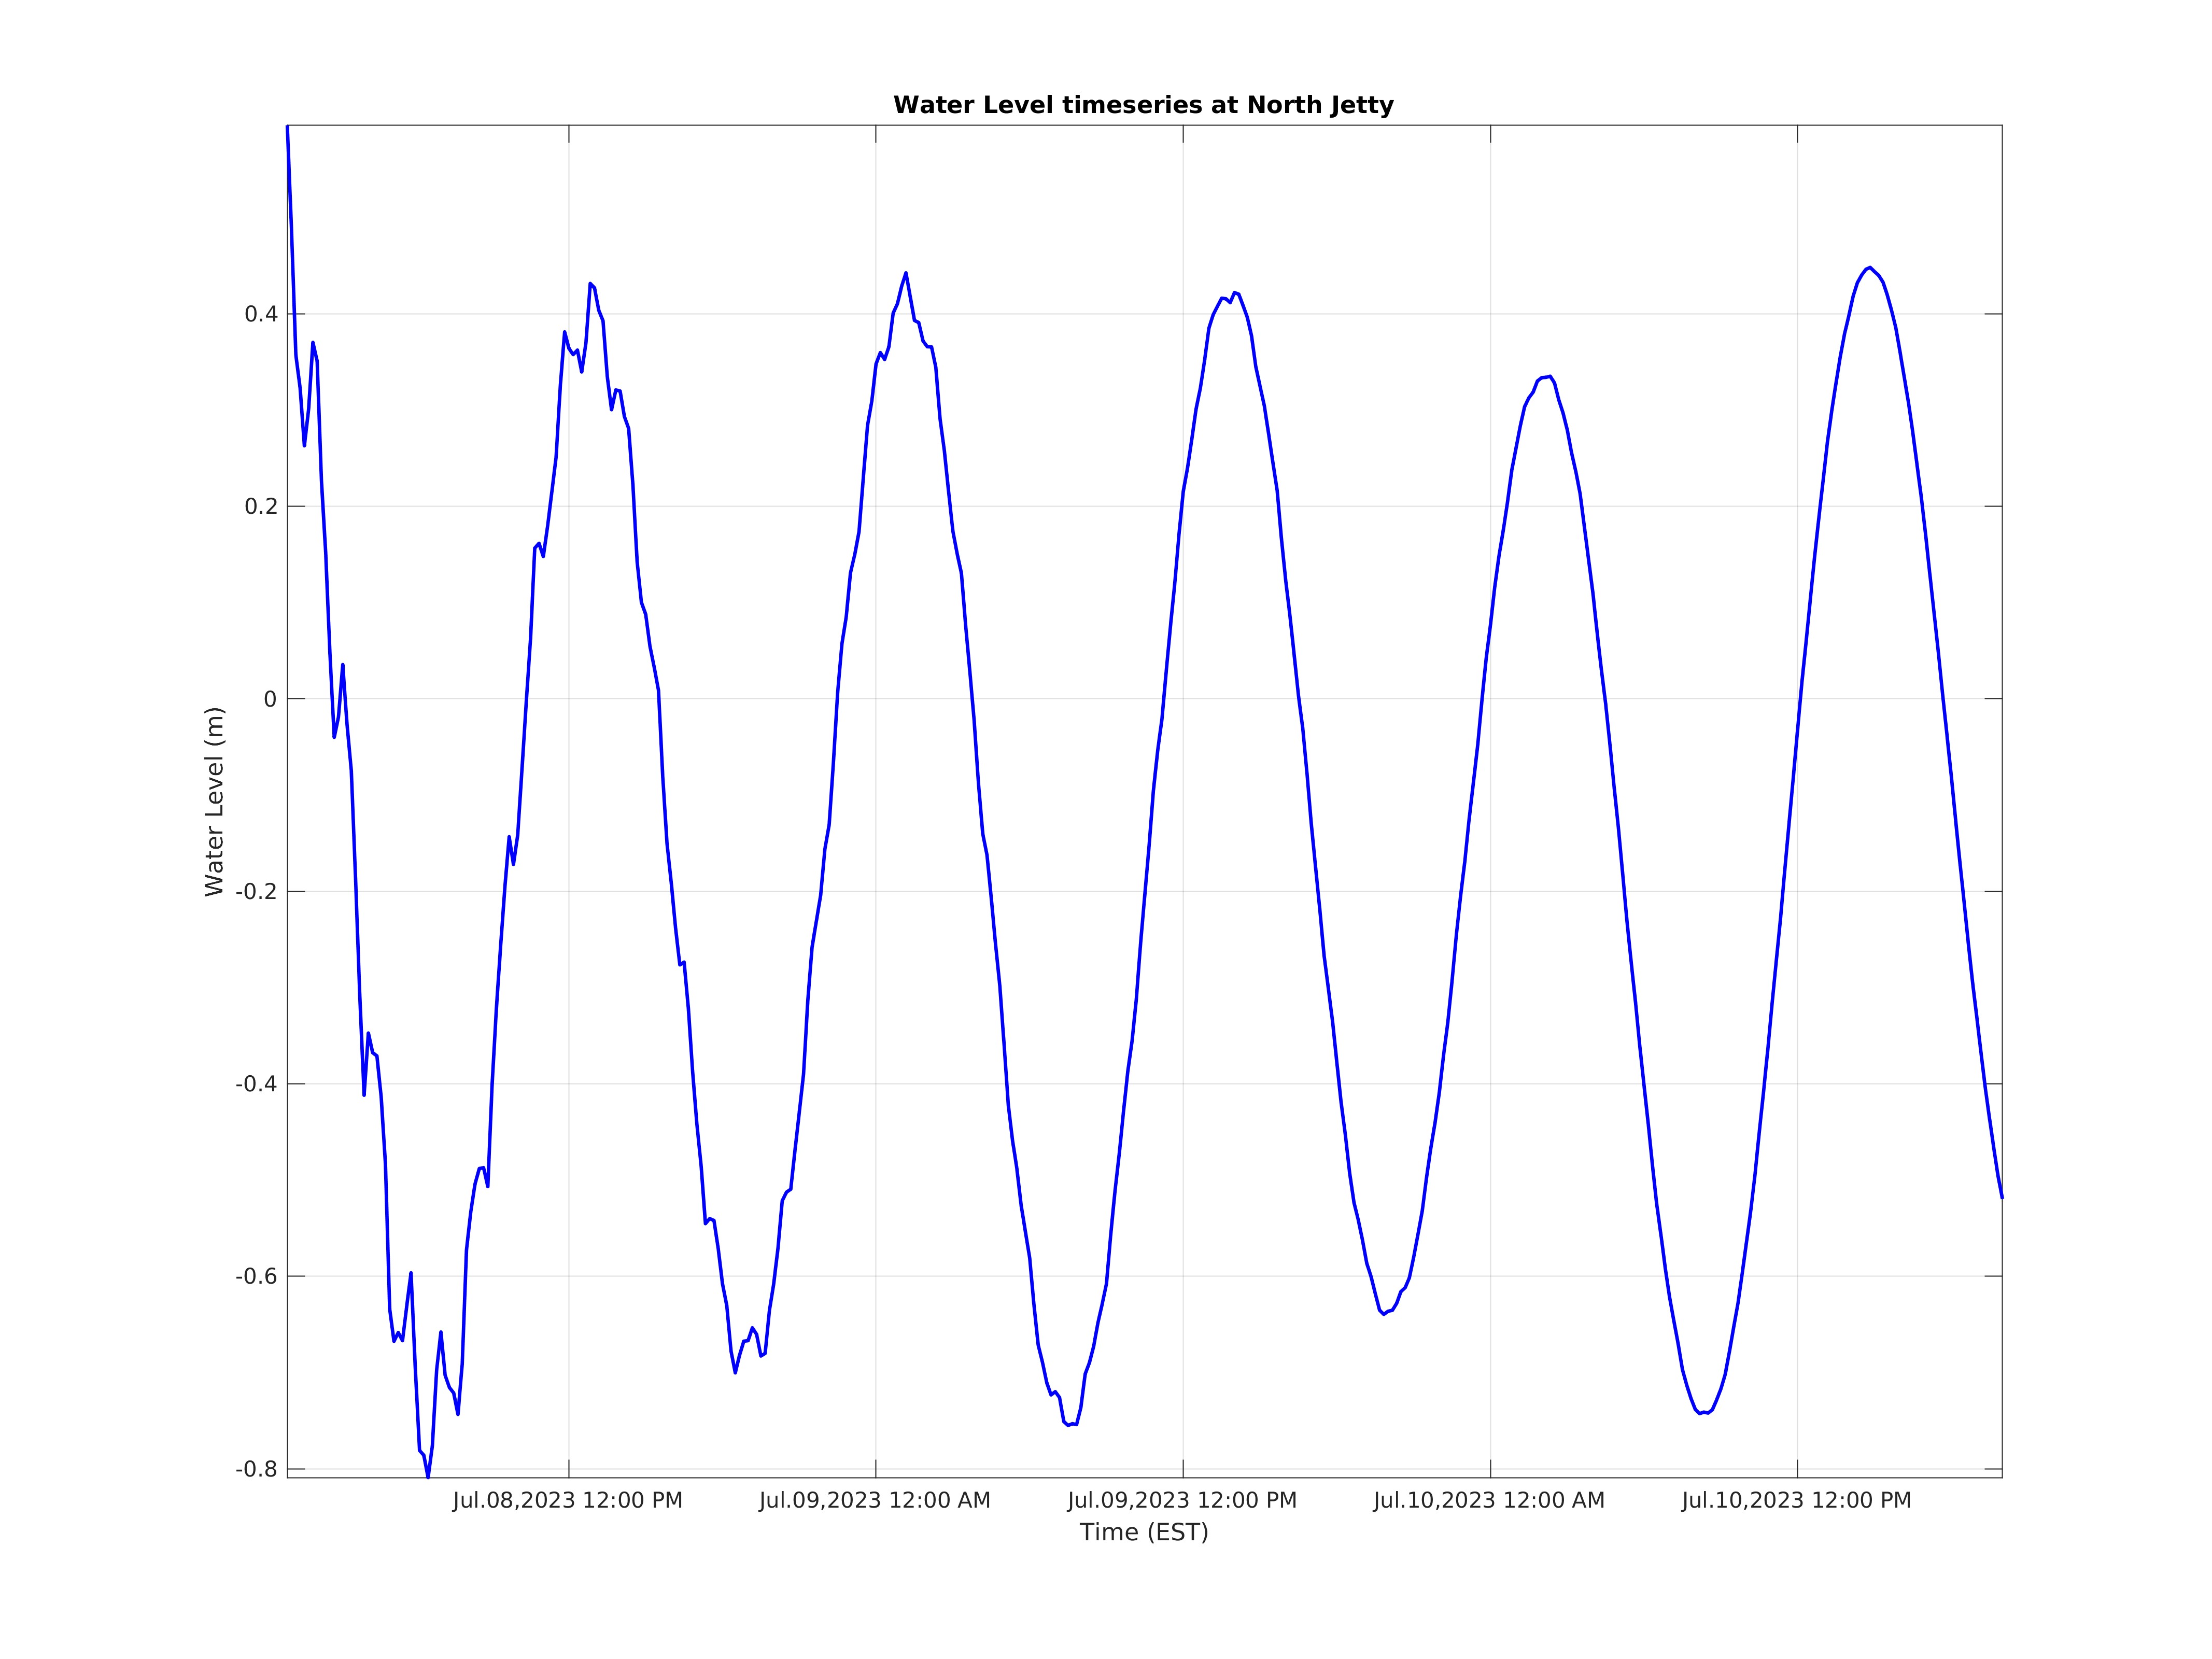 Water Level timeseries at North Jetty
0.4
0.2
0
-0.2
-0.4
-0.6
-0.8
Water Level (m)
Jul.08,2023 12:00 PM
Jul.09,2023 12:00 AM
Jul.09,2023 12:00 PM
Jul.10,2023 12:00 AM
Jul.10,2023 12:00 PM
Time (EST)